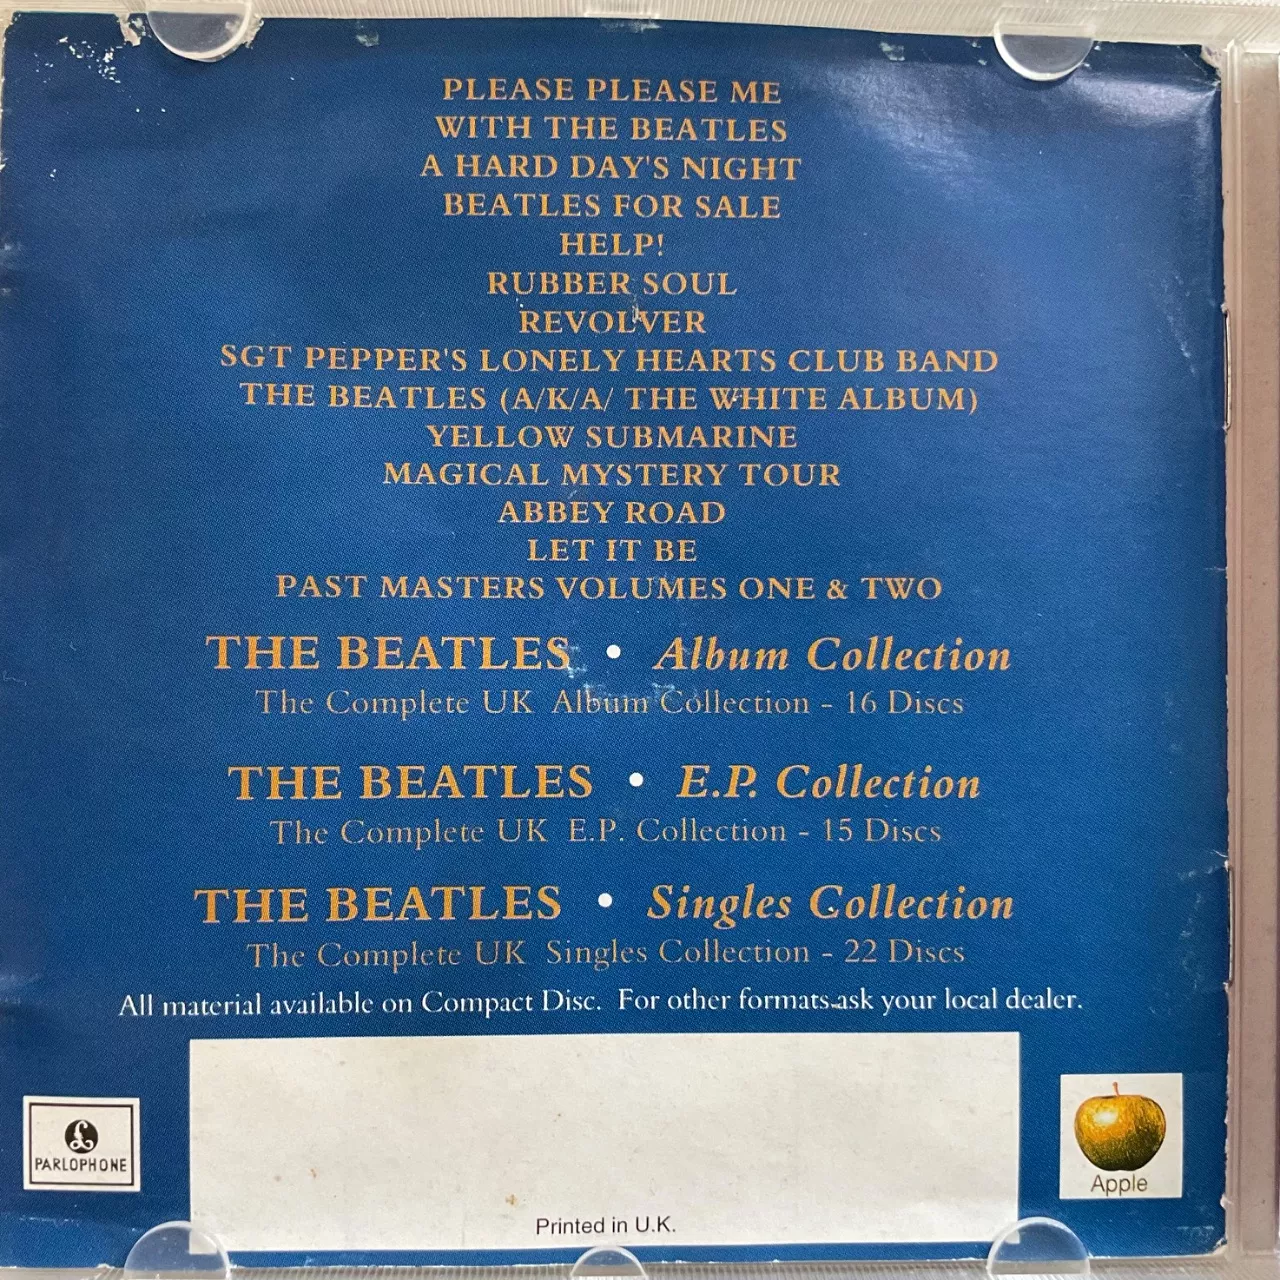 PLEASE PLEASE ME
WITH THE BEATLES
A HARD DAY'S NIGHT
BEATLES FOR SALE
HELP!
RUBBER SOUL
REVOLVER
SGT PEPPER'S LONELY HEARTS CLUB BAND
THE BEATLES (A/K/A/ THE WHITE ALBUM)
YELLOW SUBMARINE
MAGICAL MYSTERY TOUR
ABBEY ROAD
LET IT BE
PAST MASTERS VOLUMES ONE & TWO
THE BEATLES • Album Collection
The Complete UK Album Collection - 16 Discs
THE BEATLES • E.P. Collection
The Complete UK E.P. Collection - 15 Discs
THE BEATLES • Singles Collection
The Complete UK Singles Collection - 22 Discs
All material available on Compact Disc. For other formats ask your local dealer.
£
PARLOPHONE
Apple
Printed in U.K.